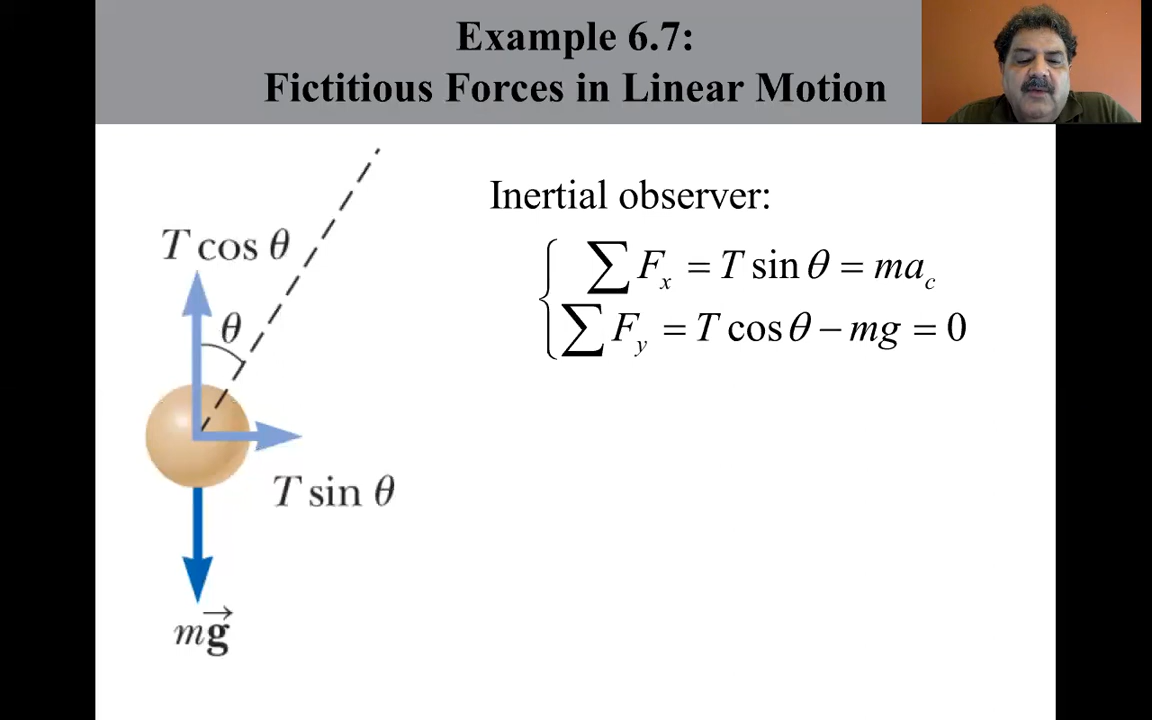 Example 6.7:
Fictitious Forces in Linear Motion
Inertial observer:
∑ Fₓ = T sin θ = ma_c
∑ F_y = T cos θ − mg = 0
T cos θ
θ
T sin θ
mg⃗